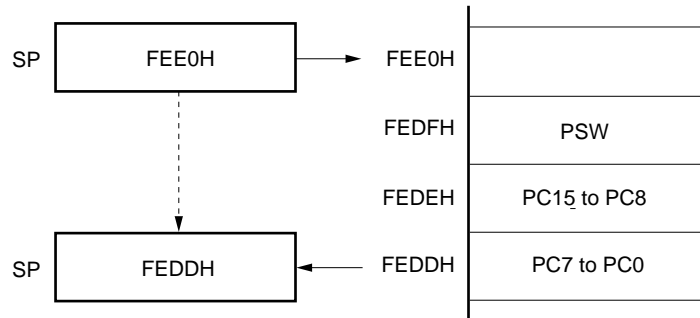 SP FEE0H FEE0H
FEDFH PSW
FEDEH PC15 to PC8
SP FEDDH FEDDH PC7 to PC0